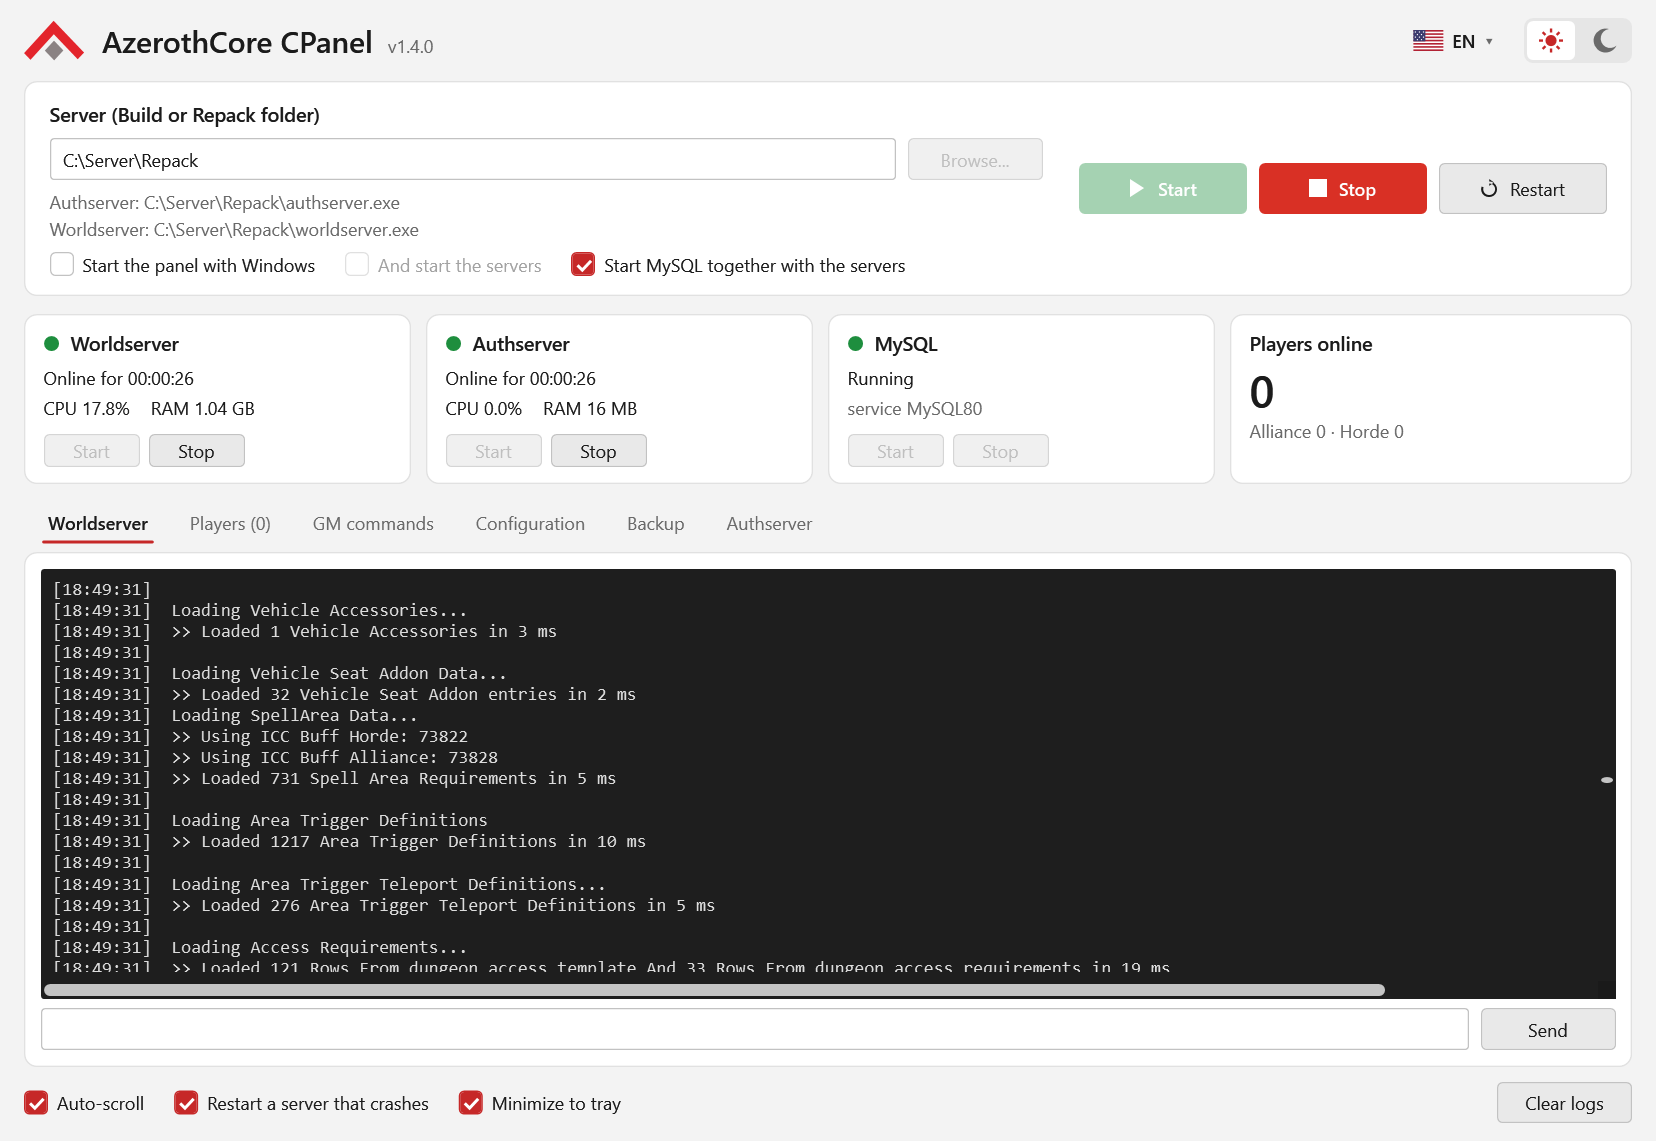 AzerothCore CPanel v1.4.0
EN
Server (Build or Repack folder)
C:\Server\Repack
Browse...
Start
Stop
Restart
Authserver: C:\Server\Repack\authserver.exe
Worldserver: C:\Server\Repack\worldserver.exe
Start the panel with Windows
And start the servers
Start MySQL together with the servers
Worldserver
Online for 00:00:26
CPU 17.8% RAM 1.04 GB
Start
Stop
Authserver
Online for 00:00:26
CPU 0.0% RAM 16 MB
Start
Stop
MySQL
Running
service MySQL80
Start
Stop
Players online
0
Alliance 0 · Horde 0
Worldserver
Players (0)
GM commands
Configuration
Backup
Authserver
[18:49:31]
[18:49:31] Loading Vehicle Accessories...
[18:49:31] >> Loaded 1 Vehicle Accessories in 3 ms
[18:49:31]
[18:49:31] Loading Vehicle Seat Addon Data...
[18:49:31] >> Loaded 32 Vehicle Seat Addon entries in 2 ms
[18:49:31] Loading SpellArea Data...
[18:49:31] >> Using ICC Buff Horde: 73822
[18:49:31] >> Using ICC Buff Alliance: 73828
[18:49:31] >> Loaded 731 Spell Area Requirements in 5 ms
[18:49:31]
[18:49:31] Loading Area Trigger Definitions
[18:49:31] >> Loaded 1217 Area Trigger Definitions in 10 ms
[18:49:31]
[18:49:31] Loading Area Trigger Teleport Definitions...
[18:49:31] >> Loaded 276 Area Trigger Teleport Definitions in 5 ms
[18:49:31]
[18:49:31] Loading Access Requirements...
[18:49:31] >> Loaded 121 Rows From dungeon_access_template And 33 Rows From dungeon_access_requirements in 19 ms
Send
Auto-scroll
Restart a server that crashes
Minimize to tray
Clear logs